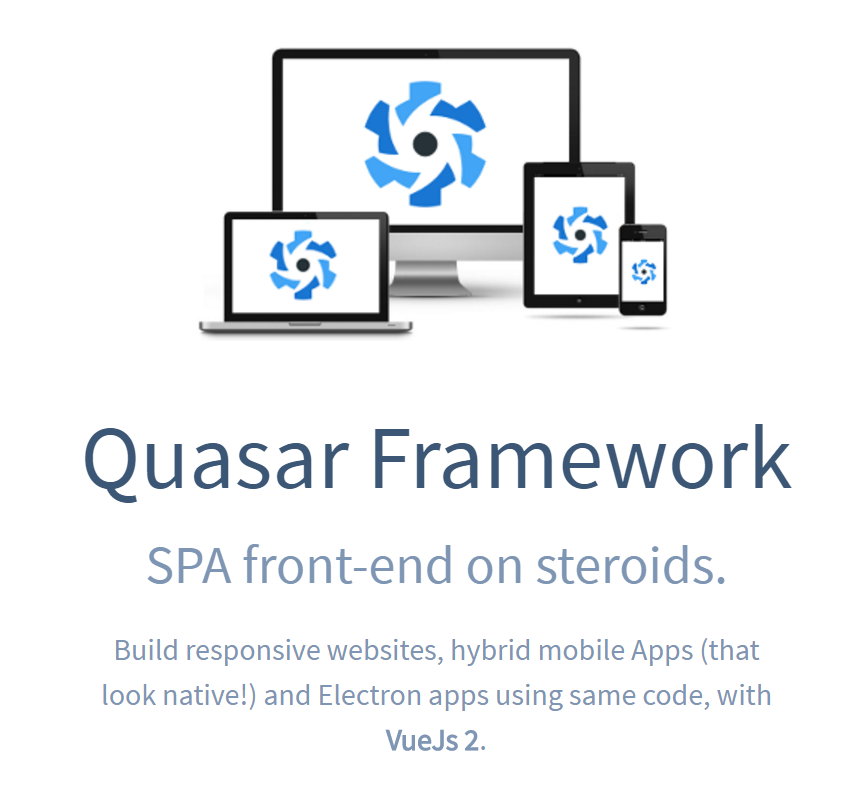 Quasar Framework
SPA front-end on steroids.
Build responsive websites, hybrid mobile Apps (that
look native!) and Electron apps using same code, with
VueJs 2.